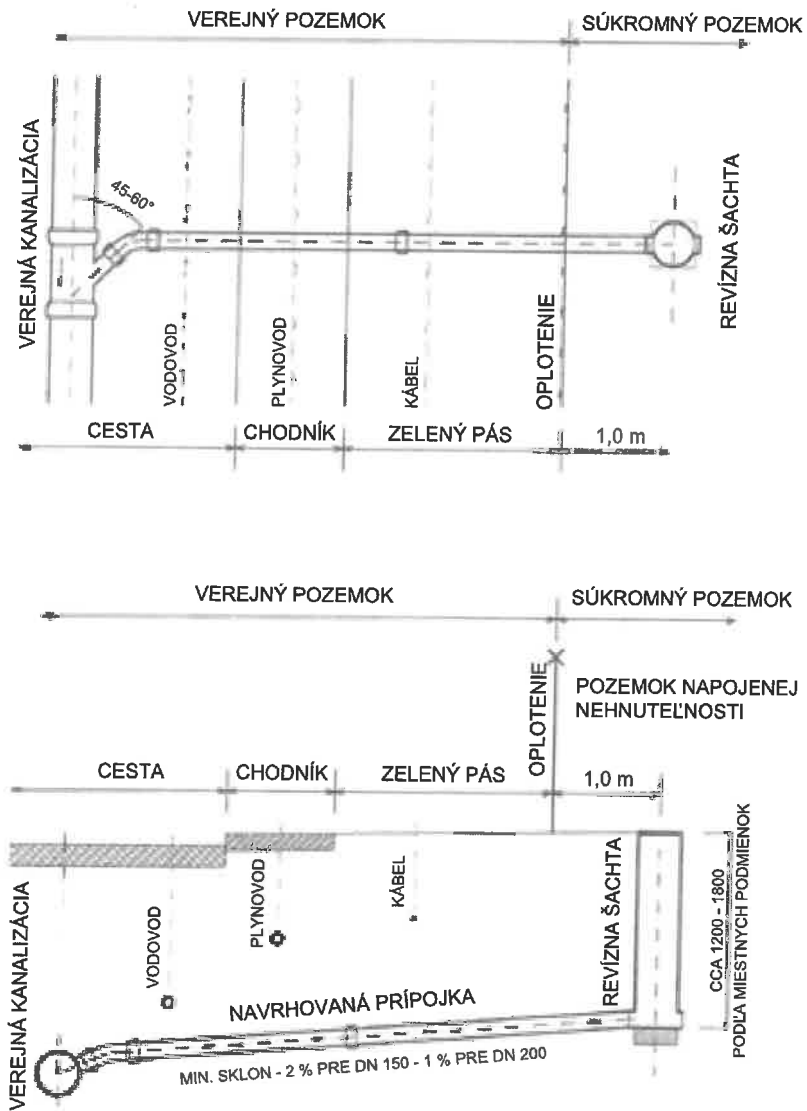 VEREJNÝ POZEMOK
SÚKROMNÝ POZEMOK
VEREJNÁ KANALIZÁCIA
45-60°
VODOVOD
PLYNOVOD
KÁBEL
OPLOTENIE
REVÍZNA ŠACHTA
CESTA
CHODNÍK
ZELENÝ PÁS
1,0 m
VEREJNÝ POZEMOK
SÚKROMNÝ POZEMOK
OPLOTENIE
POZEMOK NAPOJENEJ
NEHNUTEĽNOSTI
CESTA
CHODNÍK
ZELENÝ PÁS
1,0 m
VEREJNÁ KANALIZÁCIA
VODOVOD
PLYNOVOD
KÁBEL
REVÍZNA ŠACHTA
CCA 1200 - 1800
PODĽA MIESTNYCH PODMIENOK
NAVRHOVANÁ PRÍPOJKA
MIN. SKLON - 2 % PRE DN 150 - 1 % PRE DN 200